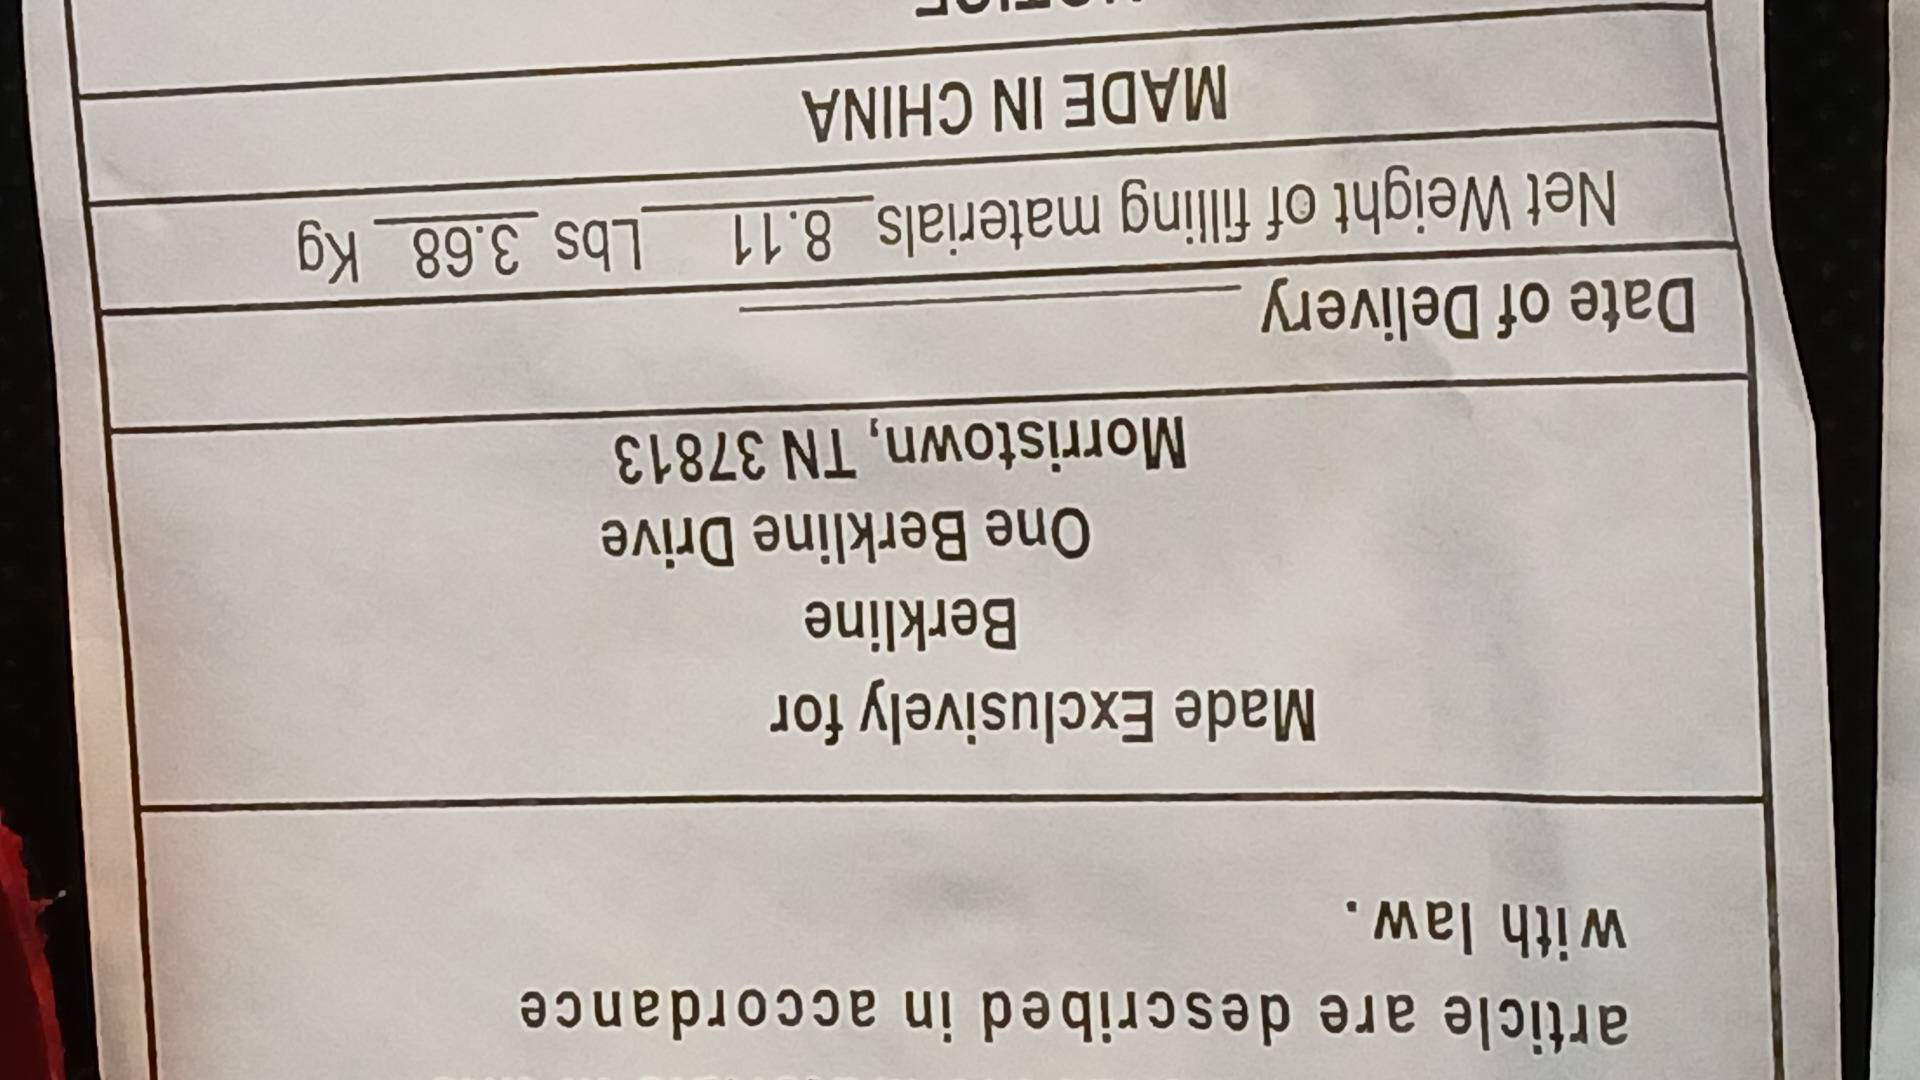 article are described in accordance
with law.
Made Exclusively for
Berkline
One Berkline Drive
Morristown, TN 37813
Date of Delivery
Net Weight of filling materials 8.11 Lbs 3.68 Kg
MADE IN CHINA